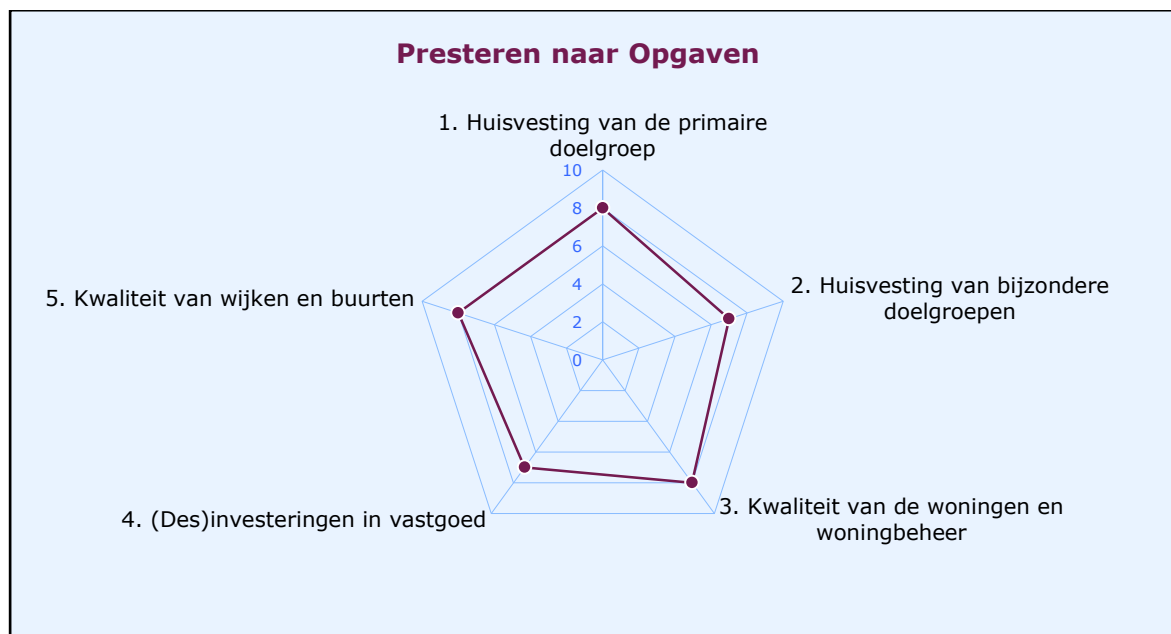 Presteren naar Opgaven
1. Huisvesting van de primaire
doelgroep
10
8
6
4
2
0
2. Huisvesting van bijzondere
doelgroepen
5. Kwaliteit van wijken en buurten
3. Kwaliteit van de woningen en
woningbeheer
4. (Des)investeringen in vastgoed